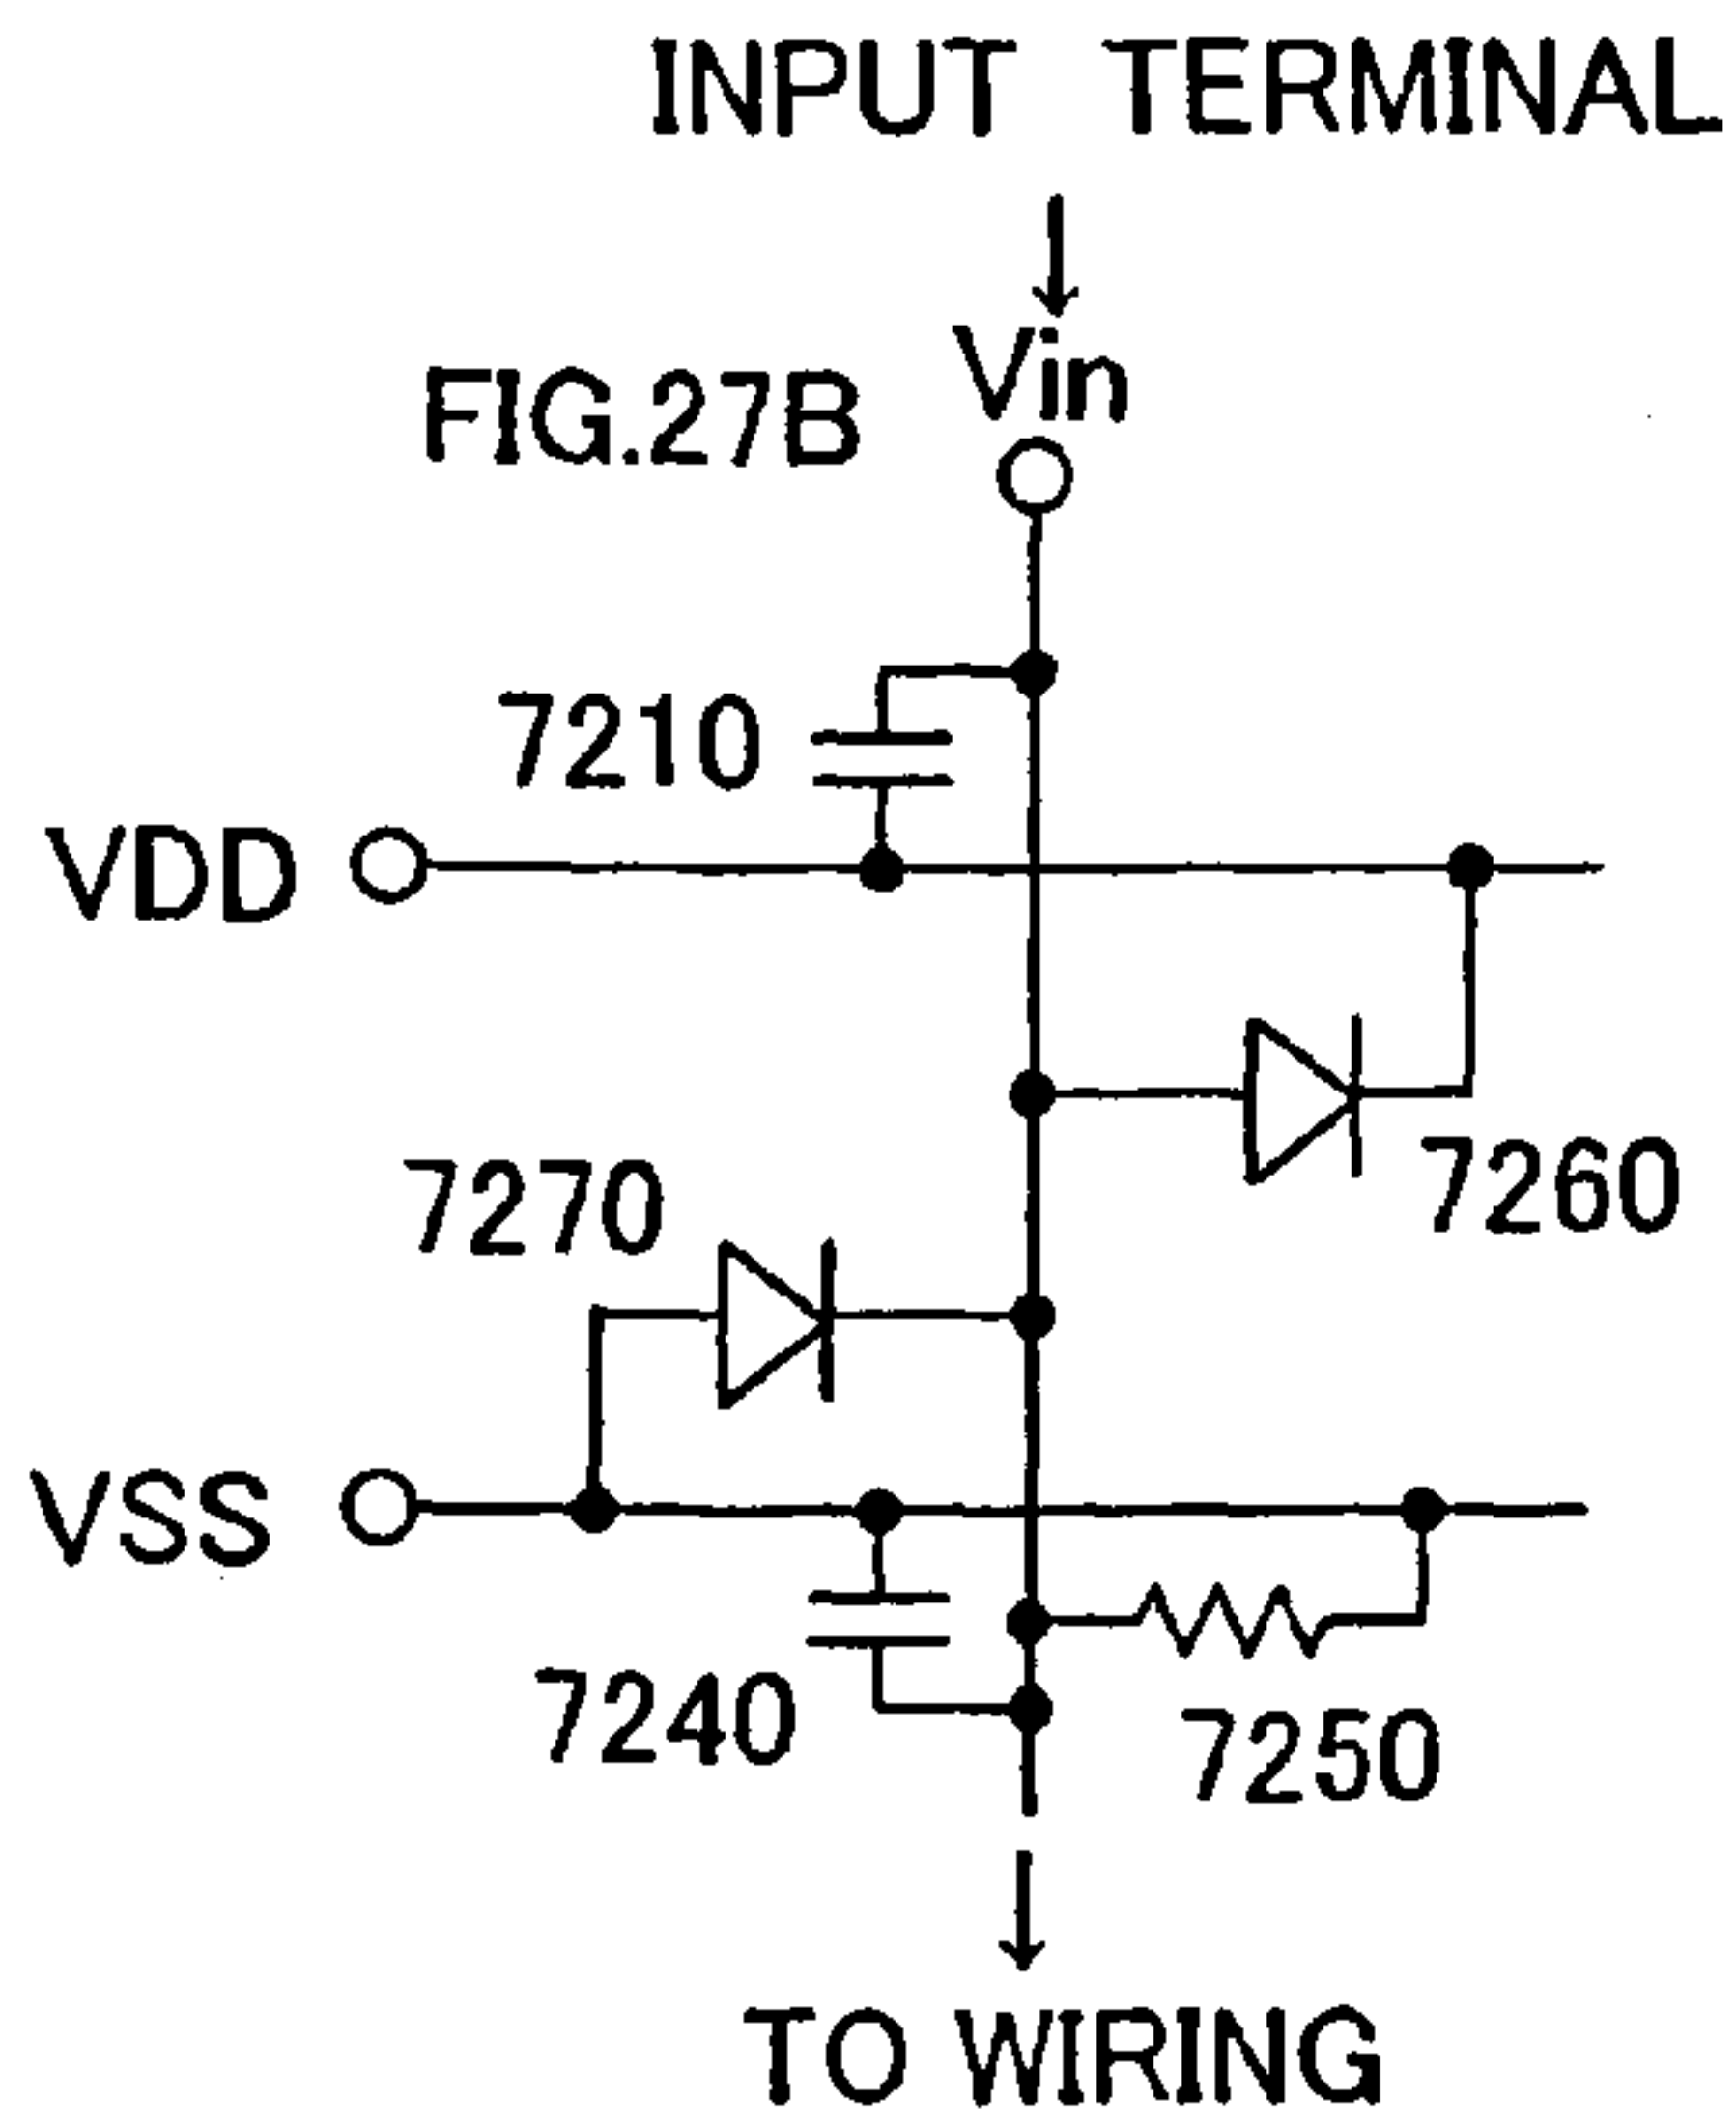 INPUT TERMINAL
Vin
FIG.27B
7210
VDD
7260
7270
VSS
7240
7250
TO WIRING